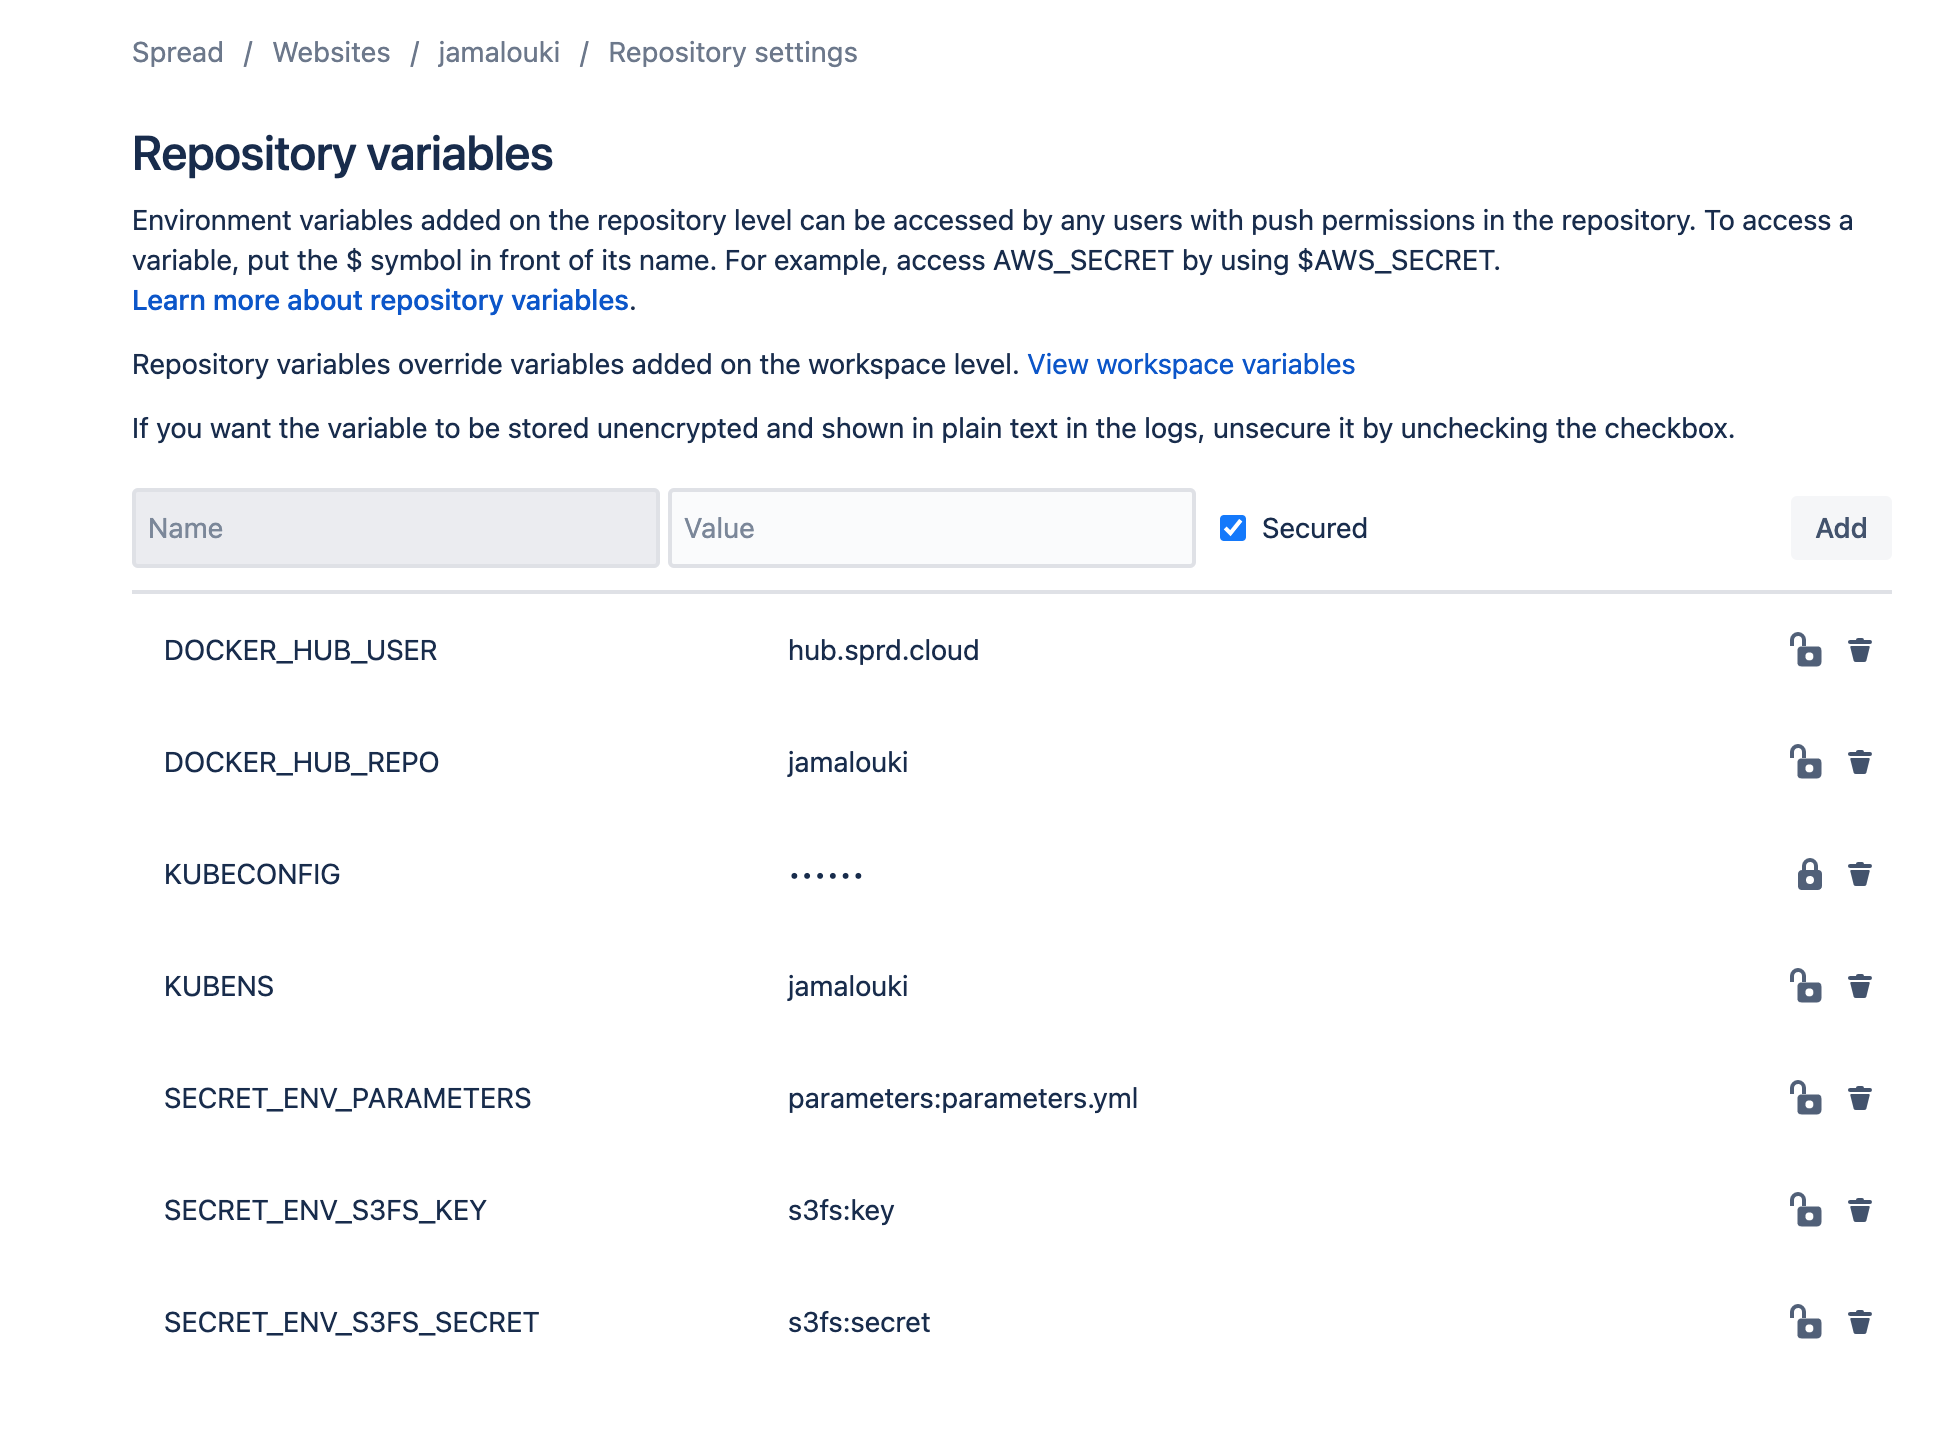 Spread / Websites / jamalouki / Repository settings
Repository variables
Environment variables added on the repository level can be accessed by any users with push permissions in the repository. To access a
variable, put the $ symbol in front of its name. For example, access AWS_SECRET by using $AWS_SECRET.
Learn more about repository variables.
Repository variables override variables added on the workspace level. View workspace variables
If you want the variable to be stored unencrypted and shown in plain text in the logs, unsecure it by unchecking the checkbox.
Name Value Secured Add
DOCKER_HUB_USER hub.sprd.cloud
DOCKER_HUB_REPO jamalouki
KUBECONFIG ••••••
KUBENS jamalouki
SECRET_ENV_PARAMETERS parameters:parameters.yml
SECRET_ENV_S3FS_KEY s3fs:key
SECRET_ENV_S3FS_SECRET s3fs:secret